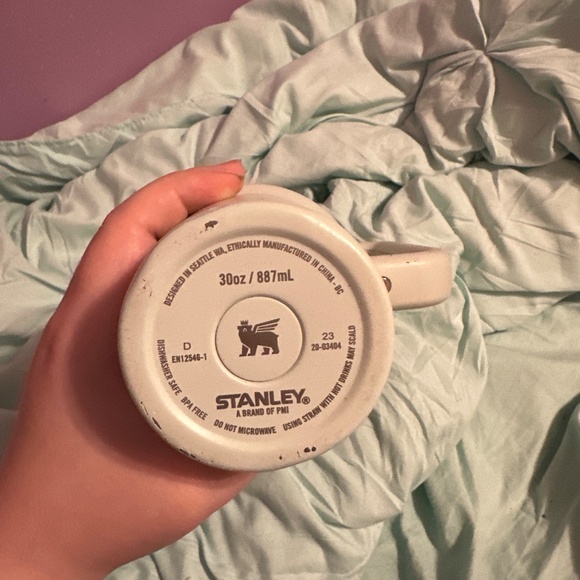 DESIGNED IN SEATTLE WA, ETHICALLY MANUFACTURED IN CHINA - BC
30oz / 887mL
D
EN12546-1
23
20-03404
STANLEY®
A BRAND OF PMI
DISHWASHER SAFE BPA FREE DO NOT MICROWAVE USING STRAW WITH HOT DRINKS MAY SCALD